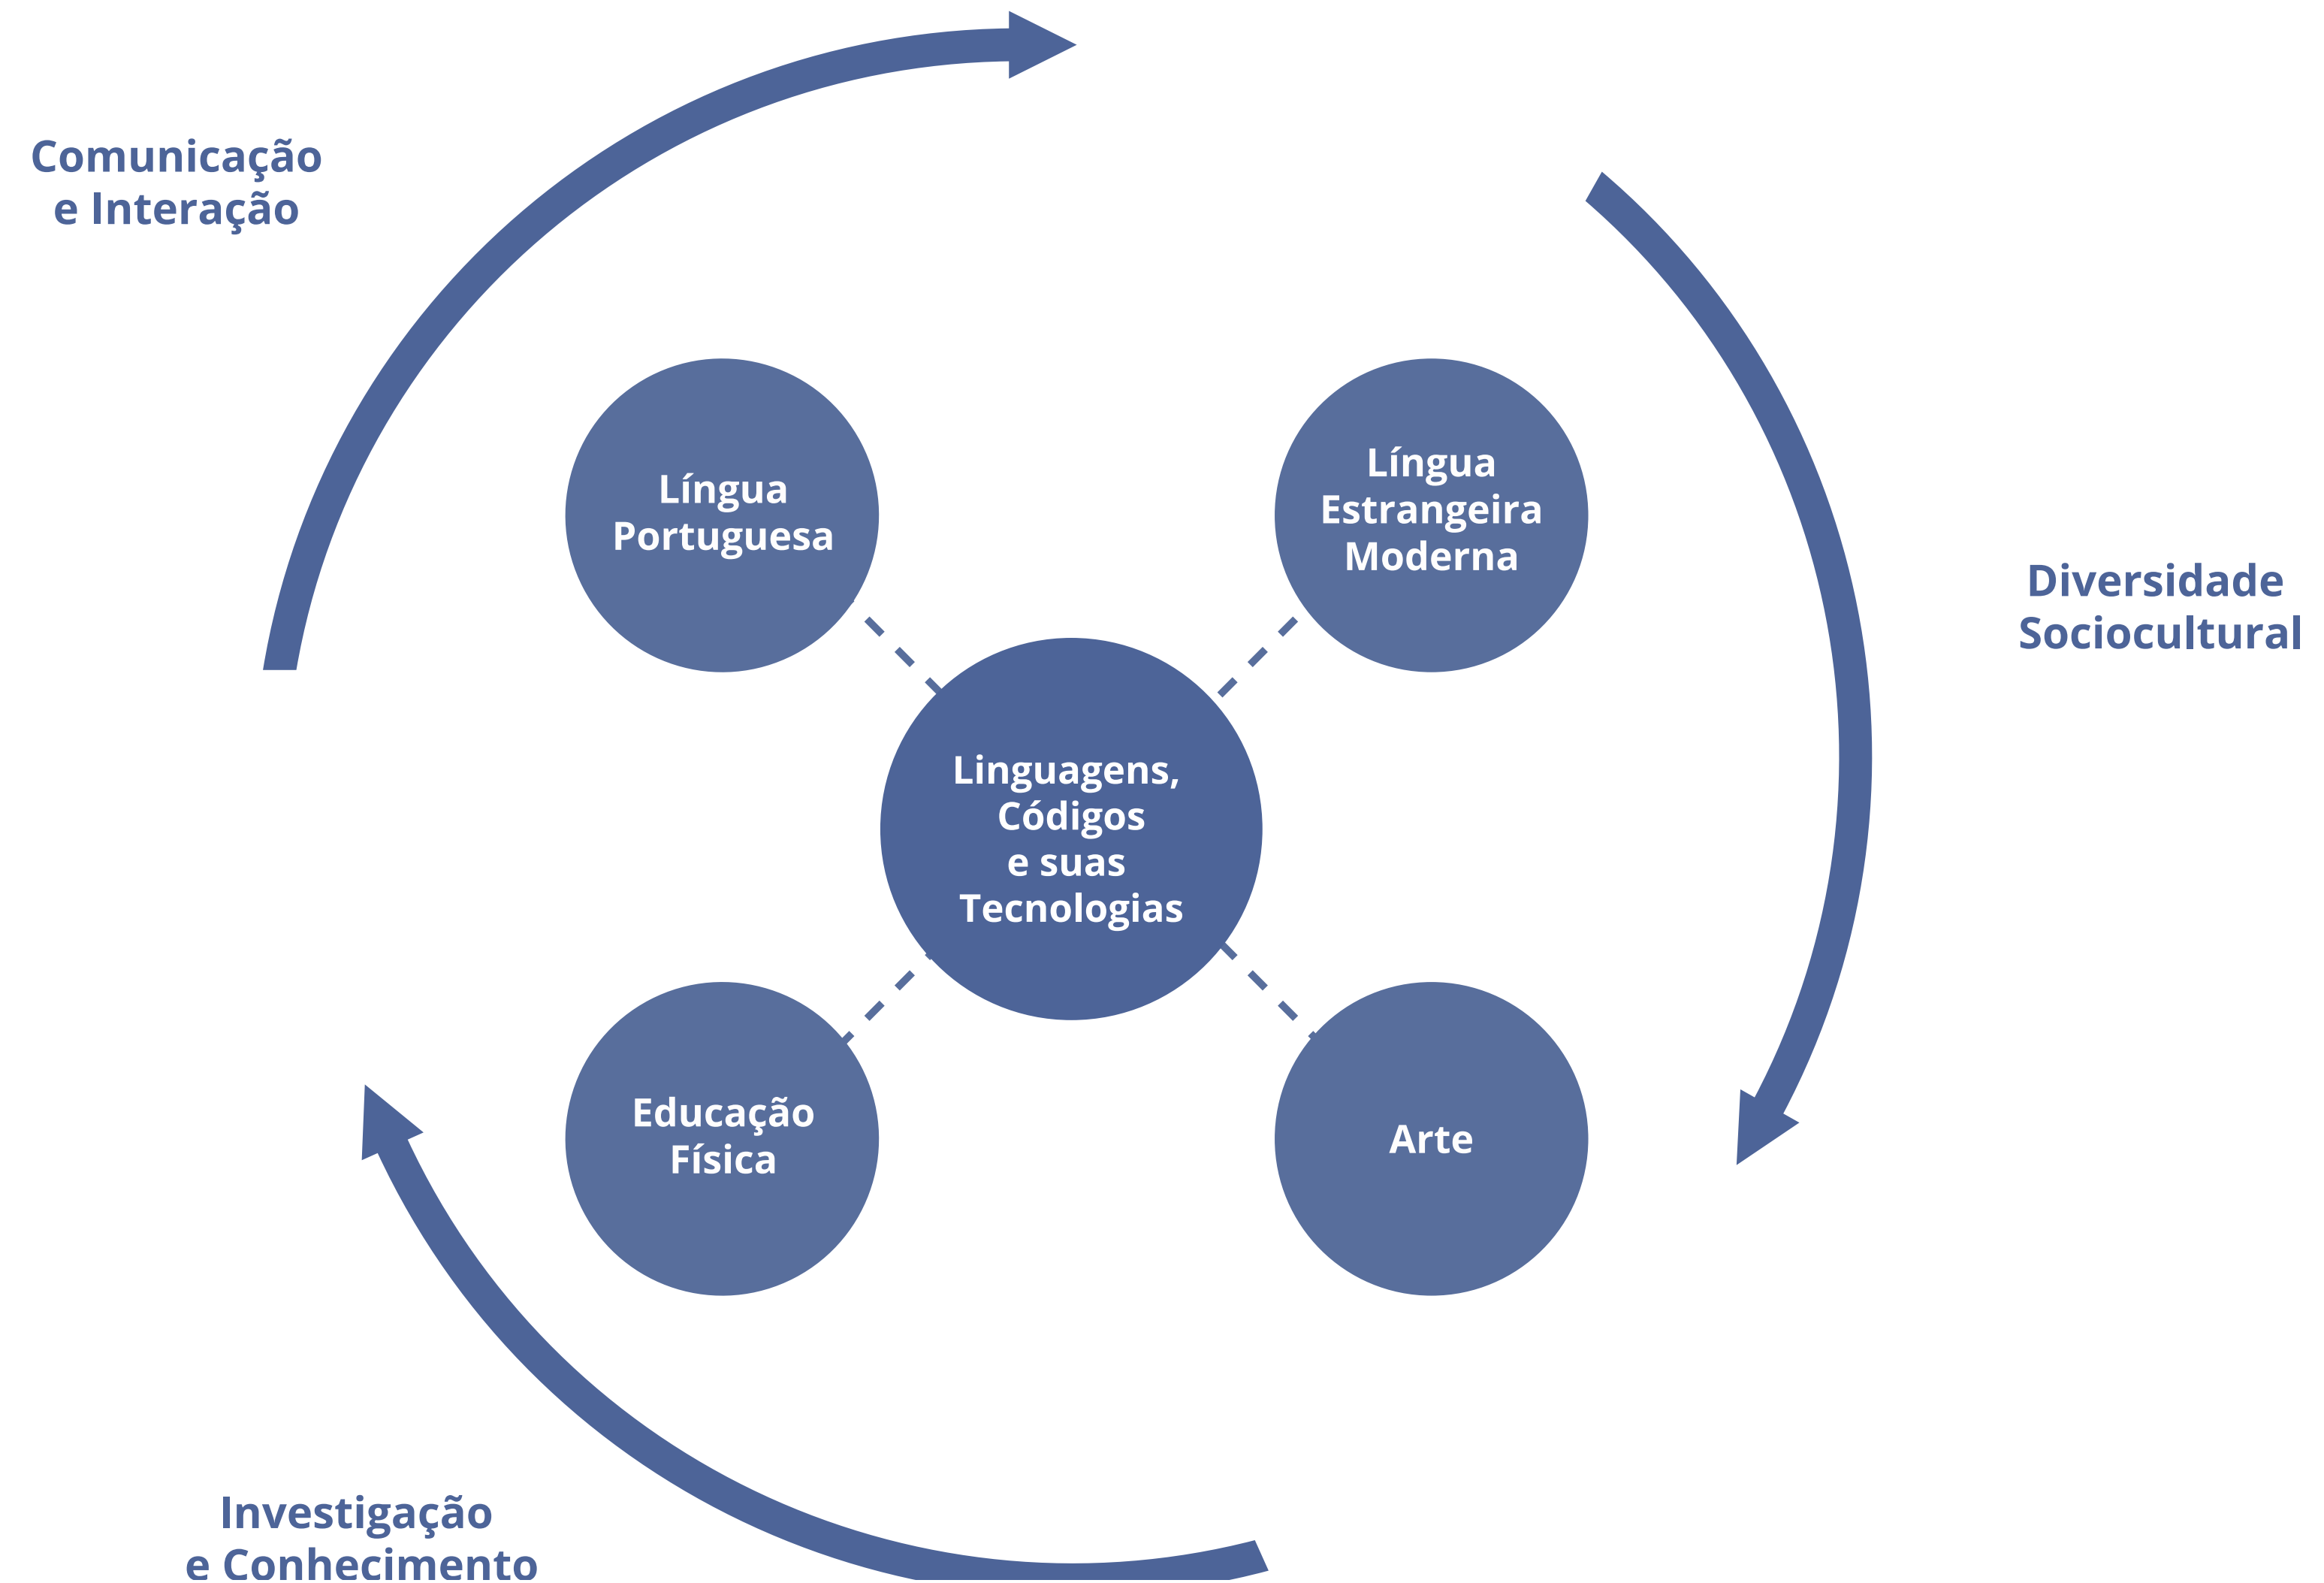 Comunicação
e Interação
Língua
Portuguesa
Língua
Estrangeira
Moderna
Diversidade
Sociocultural
Linguagens,
Códigos
e suas
Tecnologias
Educação
Física
Arte
Investigação
e Conhecimento